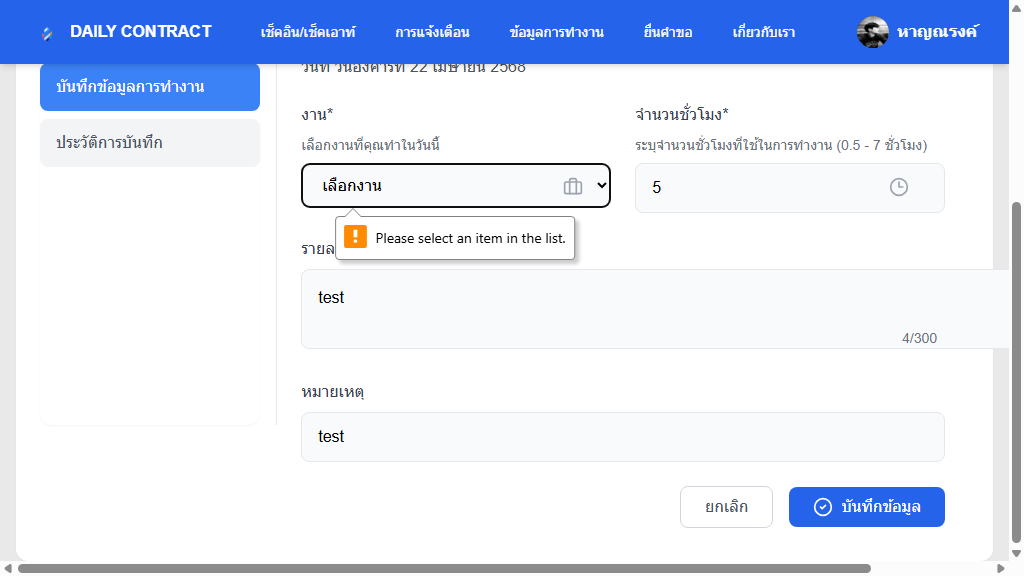 DAILY CONTRACT
เช็คอิน/เช็คเอาท์
การแจ้งเตือน
ข้อมูลการทำงาน
ยื่นคำขอ
เกี่ยวกับเรา
หาญณรงค์
บันทึกข้อมูลการทำงาน
ประวัติการบันทึก
วันที่ วันอังคารที่ 22 เมษายน 2568
งาน*
เลือกงานที่คุณทำในวันนี้
เลือกงาน
จำนวนชั่วโมง*
ระบุจำนวนชั่วโมงที่ใช้ในการทำงาน (0.5 - 7 ชั่วโมง)
5
Please select an item in the list.
test
4/300
หมายเหตุ
test
ยกเลิก
บันทึกข้อมูล